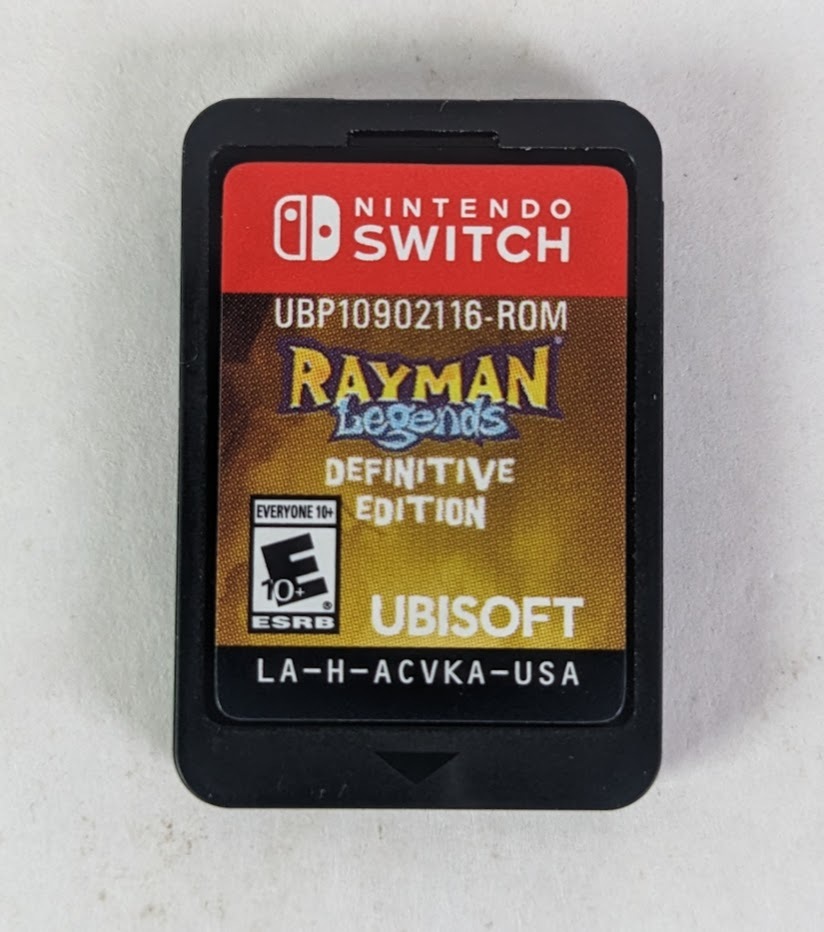 NINTENDO
SWITCH
UBP10902116-ROM
RAYMAN®
Legends
DEFINITIVE
EDITION
EVERYONE 10+
E
10+
®
ESRB
UBISOFT
LA-H-ACVKA-USA